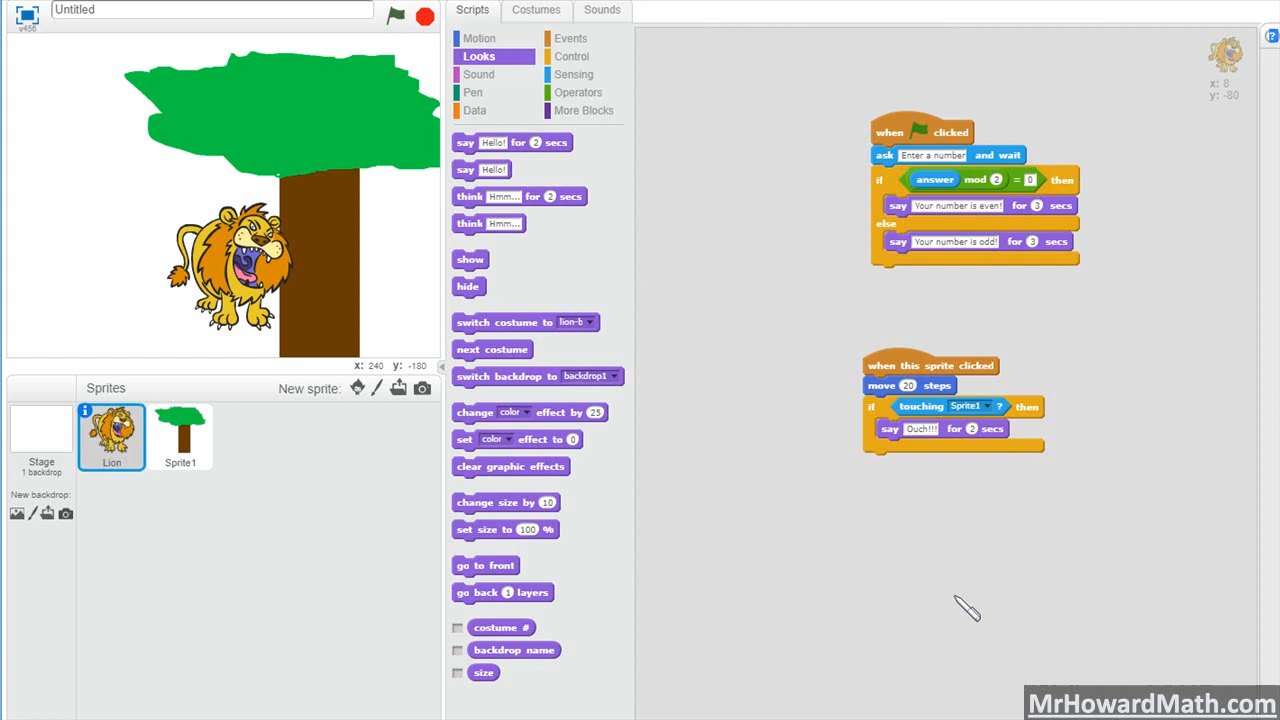 Untitled
v456
Scripts
Costumes
Sounds
Motion
Looks
Sound
Pen
Data
Events
Control
Sensing
Operators
More Blocks
say Hello! for 2 secs
say Hello!
think Hmm... for 2 secs
think Hmm...
show
hide
switch costume to lion-b
next costume
switch backdrop to backdrop1
change color effect by 25
set color effect to 0
clear graphic effects
change size by 10
set size to 100 %
go to front
go back 1 layers
costume #
backdrop name
size
x: 8
y: -80
when clicked
ask Enter a number and wait
if answer mod 2 = 0 then
say Your number is even! for 3 secs
else
say Your number is odd! for 3 secs
when this sprite clicked
move 20 steps
if touching Sprite1 ? then
say Ouch!!! for 2 secs
x: 240 y: -180
Sprites
New sprite:
Stage
1 backdrop
New backdrop:
i
Lion
Sprite1
?
MrHowardMath.com